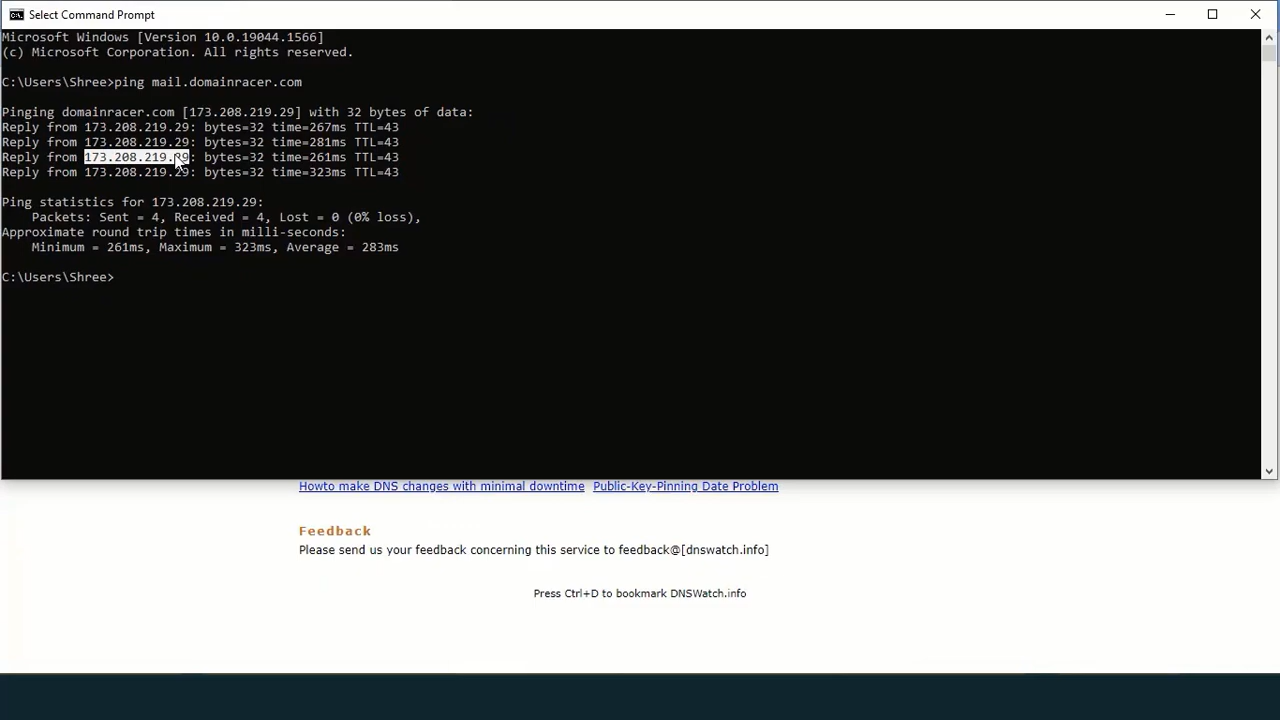 Select Command Prompt
Microsoft Windows [Version 10.0.19044.1566]
(c) Microsoft Corporation. All rights reserved.
C:\Users\Shree>ping mail.domainracer.com
Pinging domainracer.com [173.208.219.29] with 32 bytes of data:
Reply from 173.208.219.29: bytes=32 time=267ms TTL=43
Reply from 173.208.219.29: bytes=32 time=281ms TTL=43
Reply from 173.208.219.29: bytes=32 time=261ms TTL=43
Reply from 173.208.219.29: bytes=32 time=323ms TTL=43
Ping statistics for 173.208.219.29:
Packets: Sent = 4, Received = 4, Lost = 0 (0% loss),
Approximate round trip times in milli-seconds:
Minimum = 261ms, Maximum = 323ms, Average = 283ms
C:\Users\Shree>
Howto make DNS changes with minimal downtime Public-Key-Pinning Date Problem
Feedback
Please send us your feedback concerning this service to feedback@[dnswatch.info]
Press Ctrl+D to bookmark DNSWatch.info